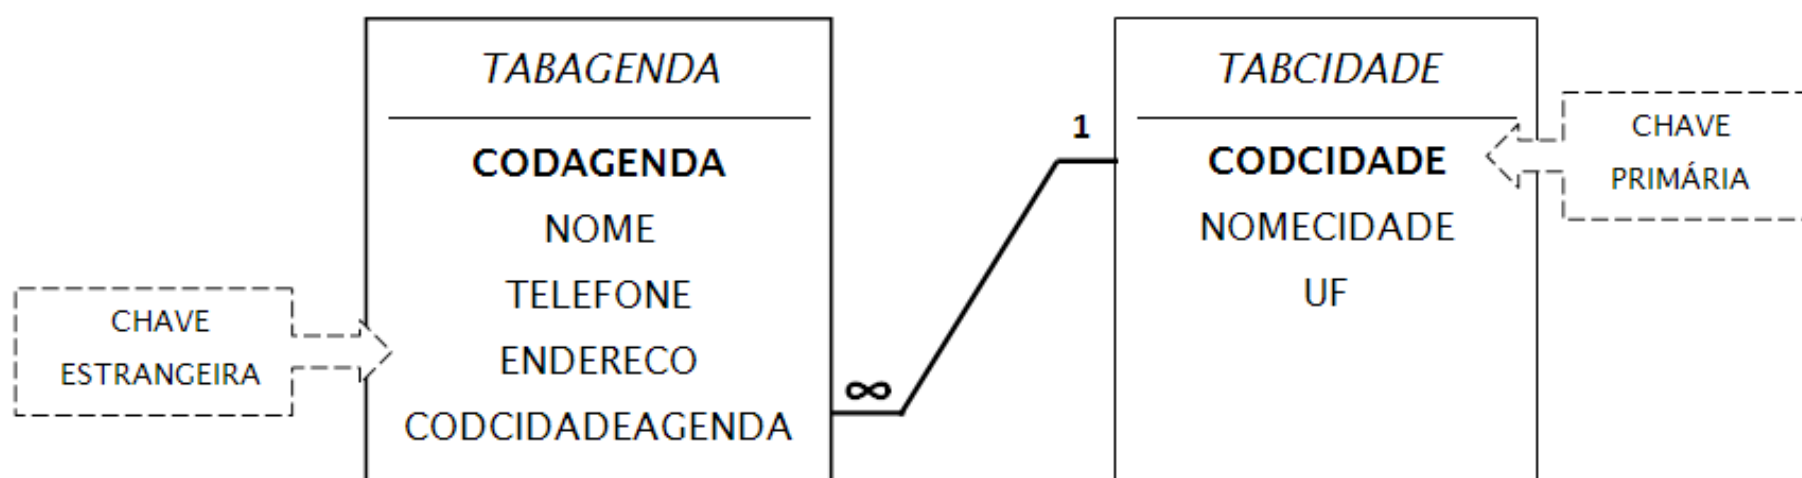 TABAGENDA
CODAGENDA
NOME
TELEFONE
ENDERECO
CODCIDADEAGENDA
CHAVE
ESTRANGEIRA
∞
1
TABCIDADE
CODCIDADE
NOMECIDADE
UF
CHAVE
PRIMÁRIA